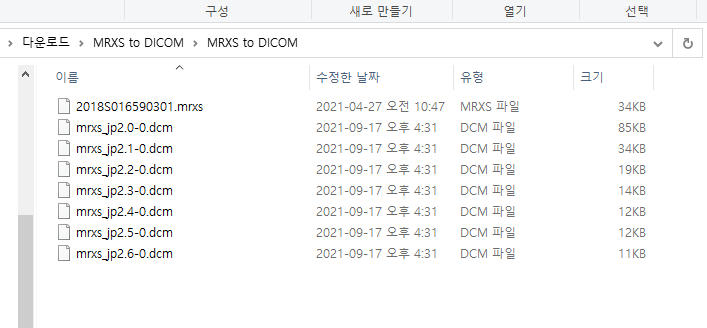 구성 새로 만들기 열기 선택
> 다운로드 > MRXS to DICOM > MRXS to DICOM
이름 수정한 날짜 유형 크기
2018S016590301.mrxs 2021-04-27 오전 10:47 MRXS 파일 34KB
mrxs_jp2.0-0.dcm 2021-09-17 오후 4:31 DCM 파일 85KB
mrxs_jp2.1-0.dcm 2021-09-17 오후 4:31 DCM 파일 34KB
mrxs_jp2.2-0.dcm 2021-09-17 오후 4:31 DCM 파일 19KB
mrxs_jp2.3-0.dcm 2021-09-17 오후 4:31 DCM 파일 14KB
mrxs_jp2.4-0.dcm 2021-09-17 오후 4:31 DCM 파일 12KB
mrxs_jp2.5-0.dcm 2021-09-17 오후 4:31 DCM 파일 12KB
mrxs_jp2.6-0.dcm 2021-09-17 오후 4:31 DCM 파일 11KB